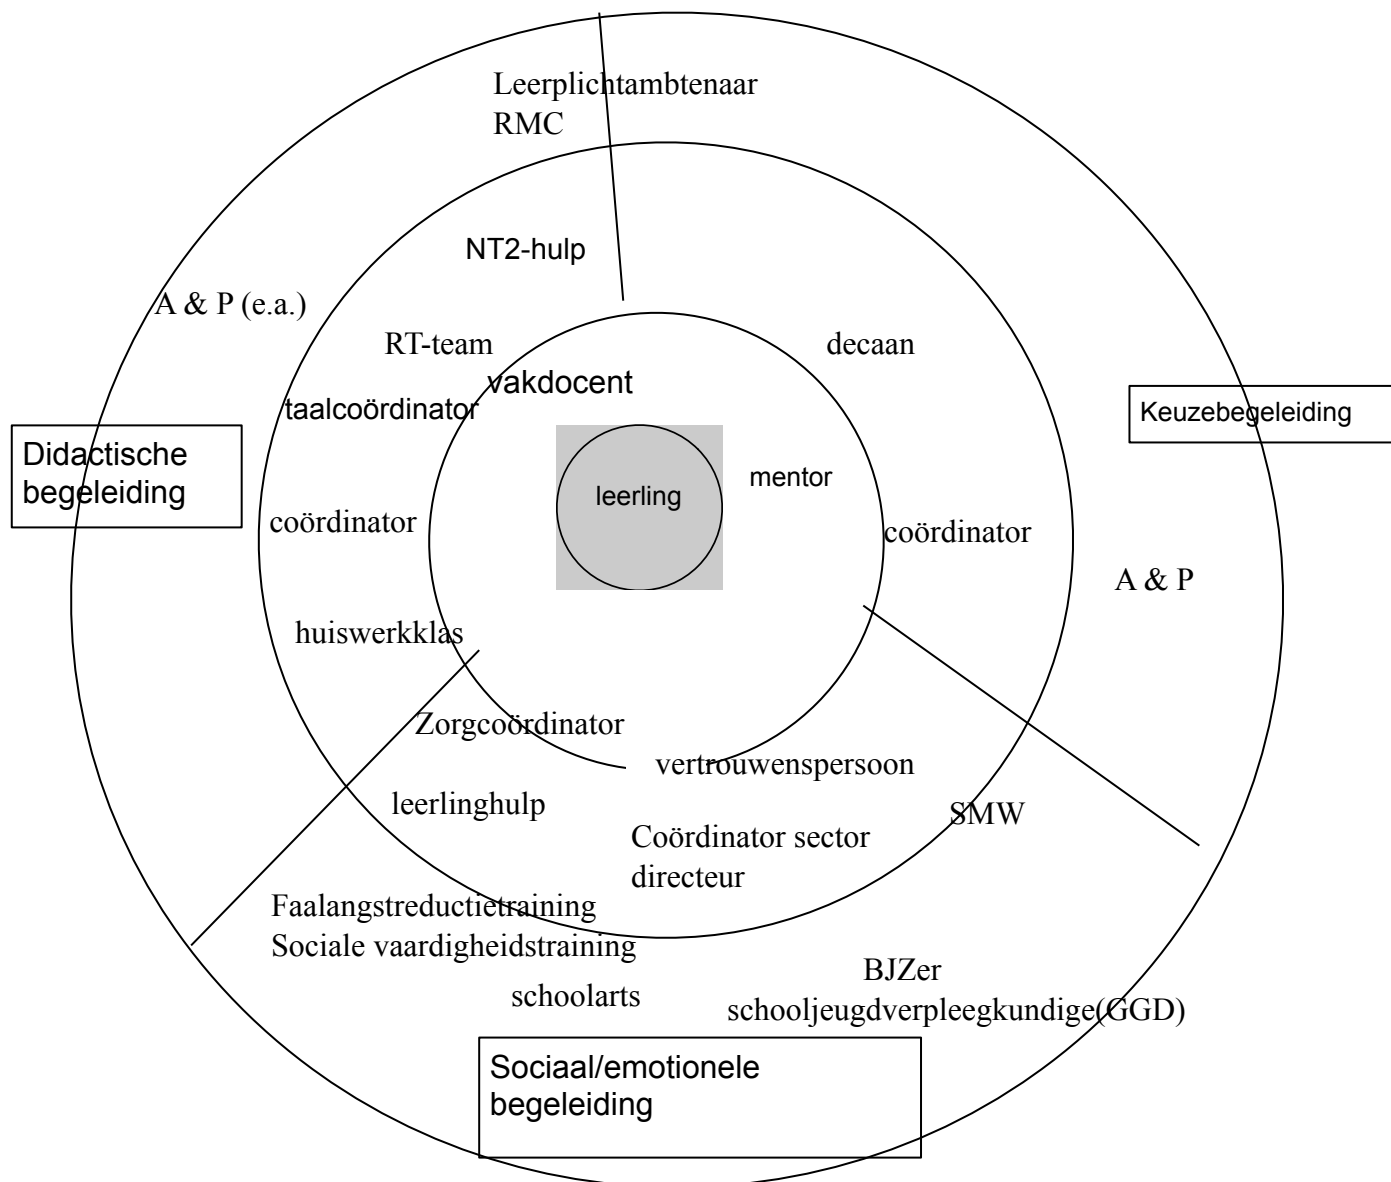 Leerplichtambtenaar
RMC
NT2-hulp
A & P (e.a.)
RT-team
decaan
vakdocent
taalcoördinator
Keuzebegeleiding
Didactische
begeleiding
leerling
mentor
coördinator
coördinator
A & P
huiswerkklas
Zorgcoördinator
vertrouwenspersoon
leerlinghulp
SMW
Coördinator sector
directeur
Faalangstreductietraining
Sociale vaardigheidstraining
schoolarts
BJZer
schooljeugdverpleegkundige(GGD)
Sociaal/emotionele
begeleiding